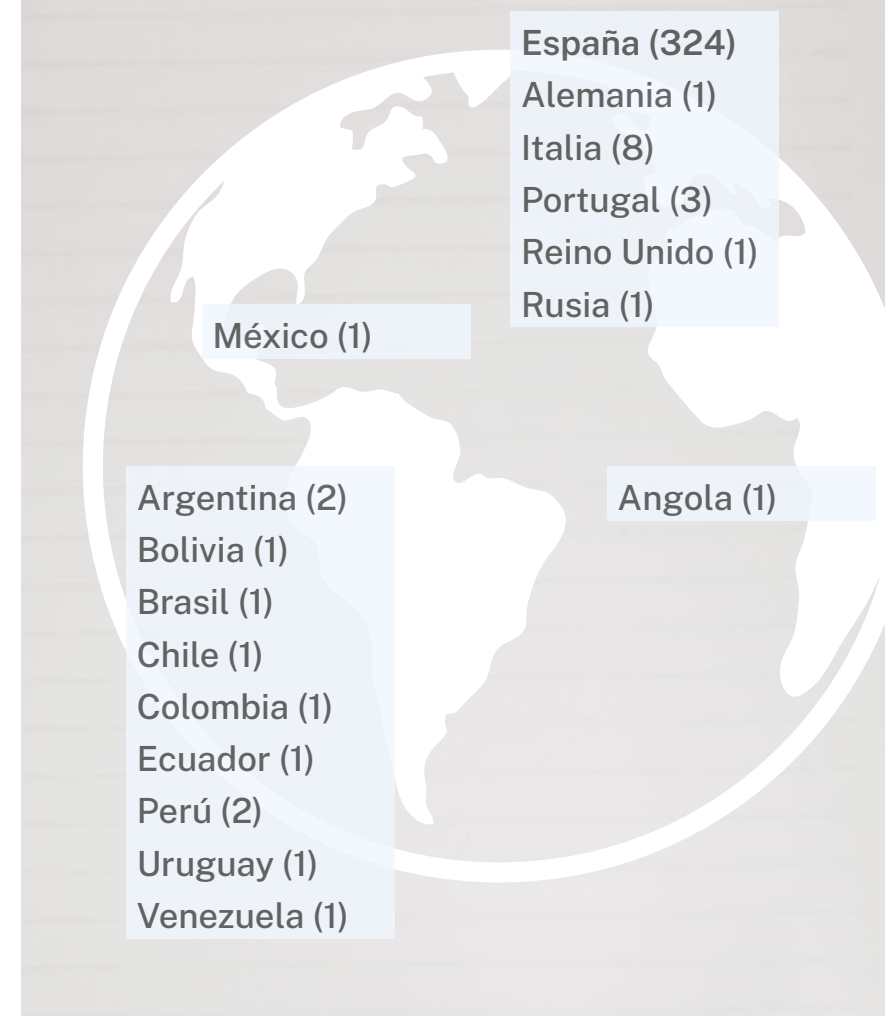 España (324)
Alemania (1)
Italia (8)
Portugal (3)
Reino Unido (1)
Rusia (1)
México (1)
Argentina (2)
Bolivia (1)
Brasil (1)
Chile (1)
Colombia (1)
Ecuador (1)
Perú (2)
Uruguay (1)
Venezuela (1)
Angola (1)